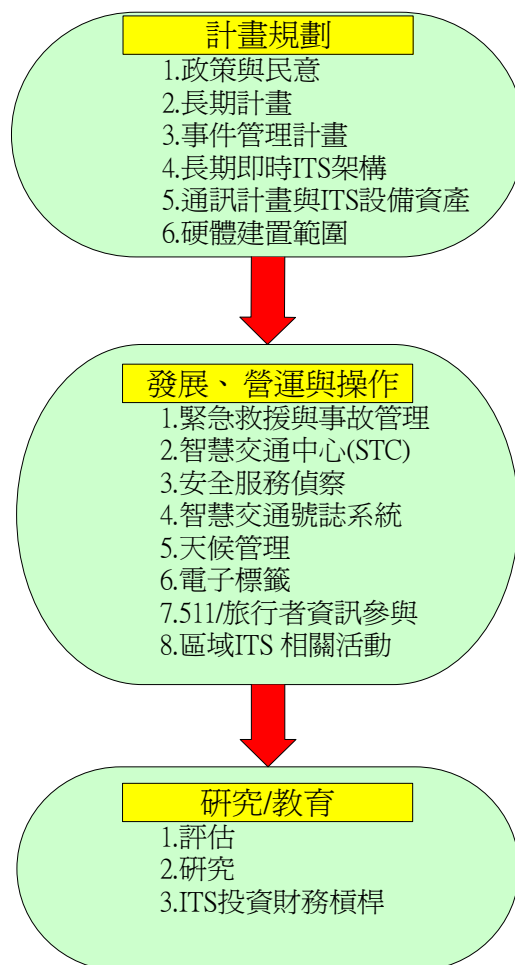 計畫規劃
1.政策與民意
2.長期計畫
3.事件管理計畫
4.長期即時ITS架構
5.通訊計畫與ITS設備資產
6.硬體建置範圍
發展、營運與操作
1.緊急救援與事故管理
2.智慧交通中心(STC)
3.安全服務偵察
4.智慧交通號誌系統
5.天候管理
6.電子標籤
7.511/旅行者資訊參與
8.區域ITS 相關活動
研究/教育
1.評估
2.研究
3.ITS投資財務槓桿